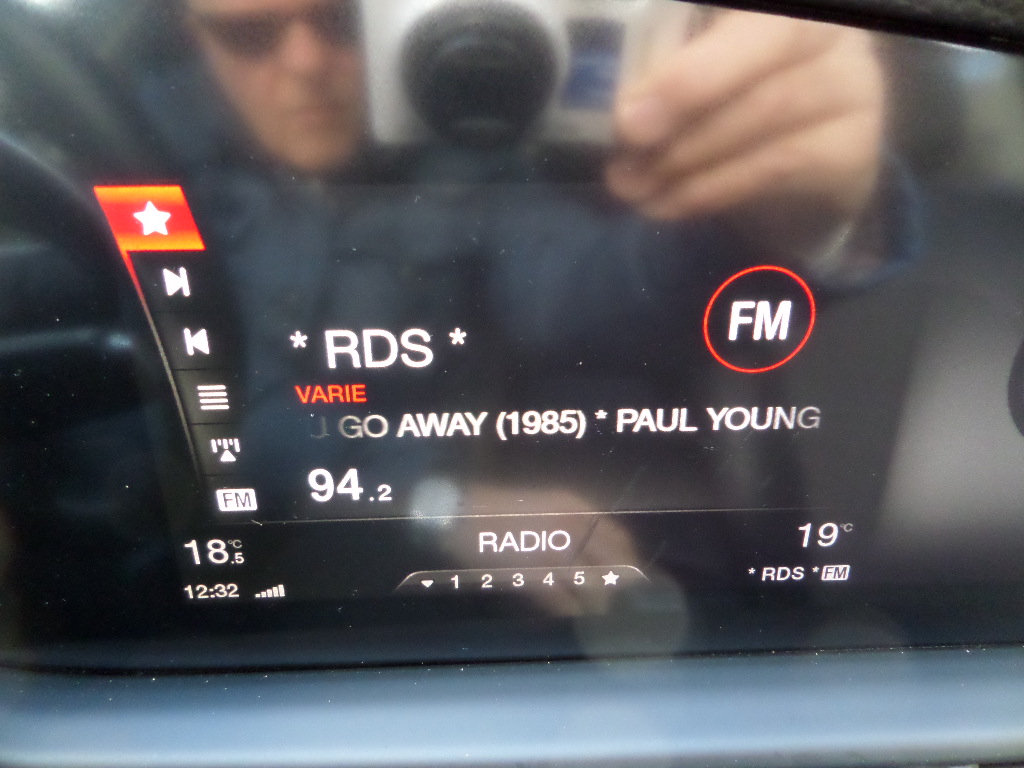 FM
* RDS *
VARIE
GO AWAY (1985) * PAUL YOUNG
94.2
FM
RADIO
18.5°C
19°C
12:32
1 2 3 4 5
* RDS * FM